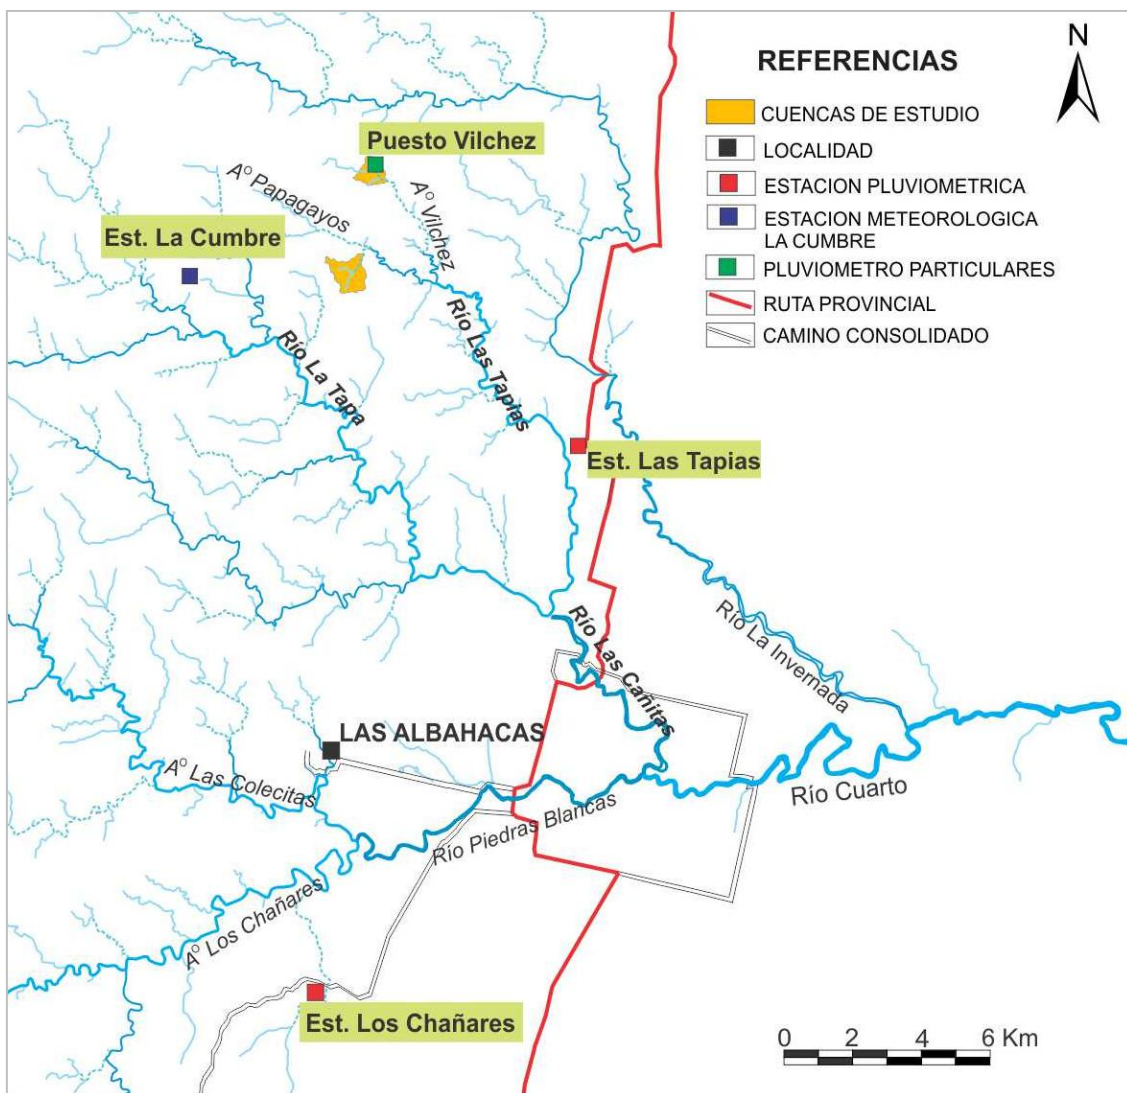 REFERENCIAS
N
CUENCAS DE ESTUDIO
LOCALIDAD
ESTACION PLUVIOMETRICA
ESTACION METEOROLOGICA
LA CUMBRE
PLUVIOMETRO PARTICULARES
RUTA PROVINCIAL
CAMINO CONSOLIDADO
Puesto Vilchez
Aº Papagayos
Aº Vilchez
Est. La Cumbre
Río La Tapa
Río Las Tapias
Est. Las Tapias
Río Las Cañitas
Río La Invernada
LAS ALBAHACAS
Aº Las Colecitas
Río Piedras Blancas
Río Cuarto
Aº Los Chañares
Est. Los Chañares
0 2 4 6 Km